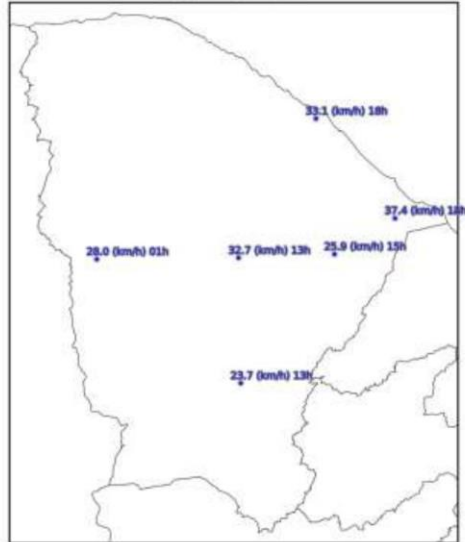 33.1 (km/h) 18h
37.4 (km/h) 18h
25.9 (km/h) 15h
28.0 (km/h) 01h
32.7 (km/h) 13h
23.7 (km/h) 13h